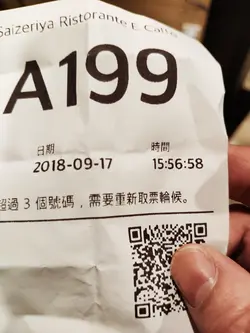 Saizeriya Ristorante E Caffè
A199
日期 時間
2018-09-17 15:56:58
超過 3 個號碼，需要重新取票輪候。